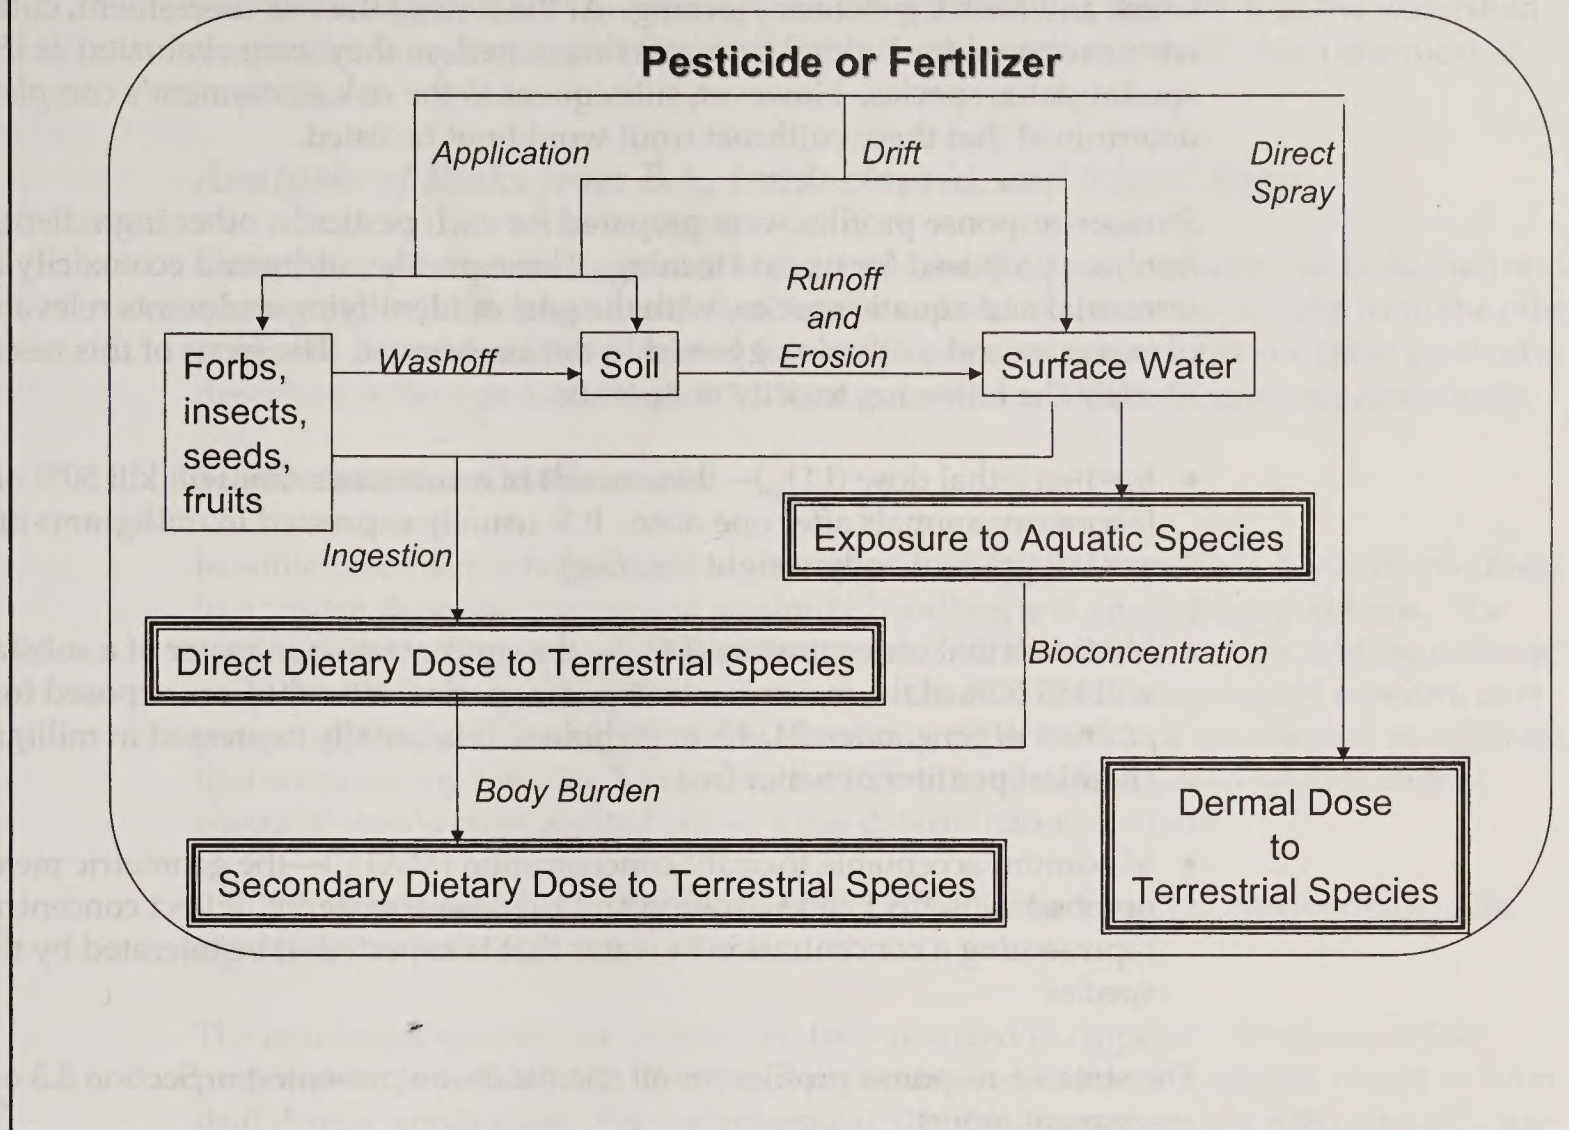 Pesticide or Fertilizer
Application
Drift
Direct
Spray
Runoff
and
Erosion
Forbs,
insects,
seeds,
fruits
Washoff
Soil
Surface Water
Ingestion
Exposure to Aquatic Species
Direct Dietary Dose to Terrestrial Species
Bioconcentration
Body Burden
Secondary Dietary Dose to Terrestrial Species
Dermal Dose
to
Terrestrial Species